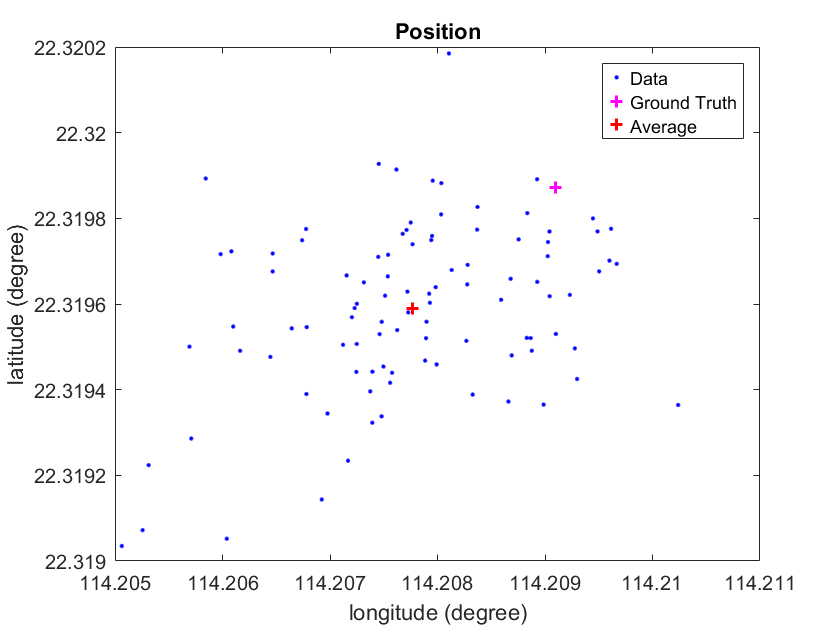 Position
22.3202
22.32
22.3198
22.3196
22.3194
22.3192
22.319
latitude (degree)
114.205 114.206 114.207 114.208 114.209 114.21 114.211
longitude (degree)
Data
Ground Truth
Average